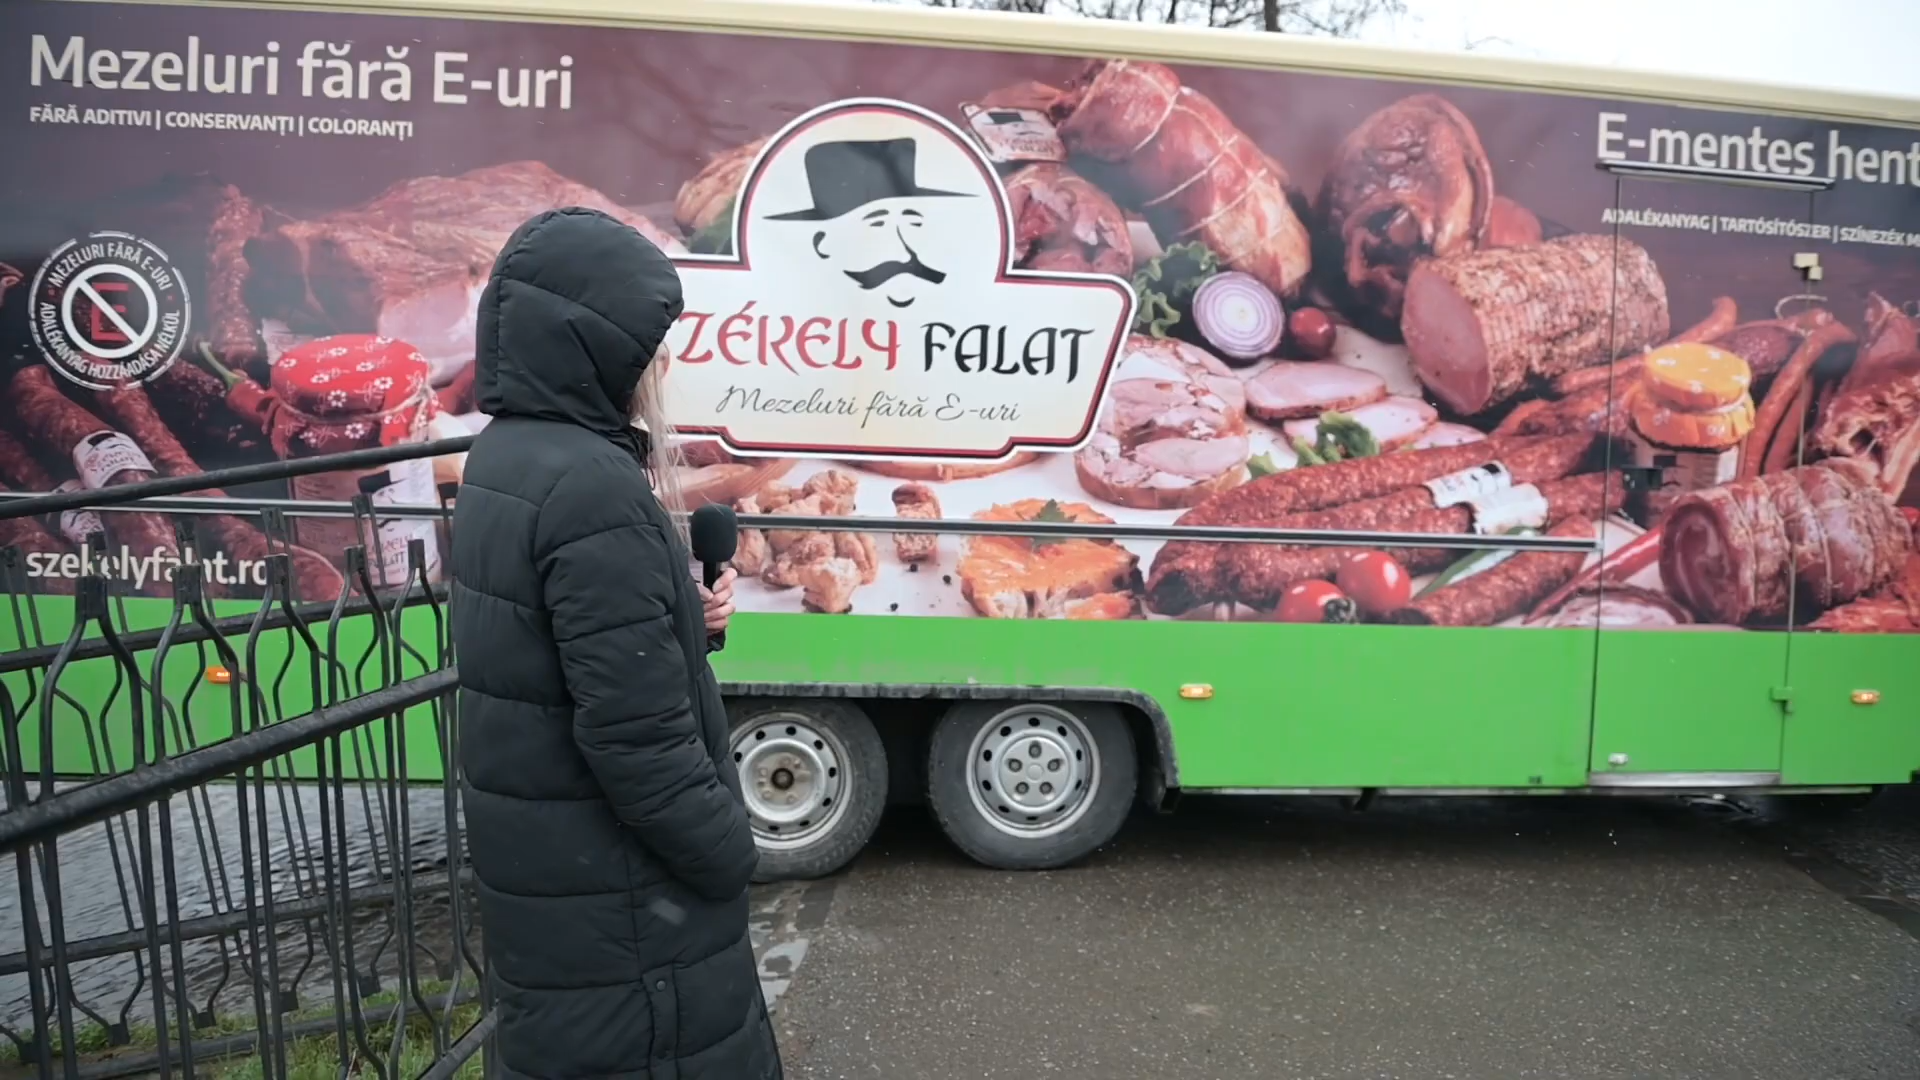 Mezeluri fără E-uri
FĂRĂ ADITIVI | CONSERVANȚI | COLORANȚI
MEZELURI FĂRĂ E-URI
E
ADALÉKANYAG HOZZÁADÁSA NÉLKÜL
szekelyfalat.ro
ZÉKELY FALAT
Mezeluri fără E-uri
E-mentes hent
ADALÉKANYAG | TARTÓSÍTÓSZER | SZÍNEZÉK